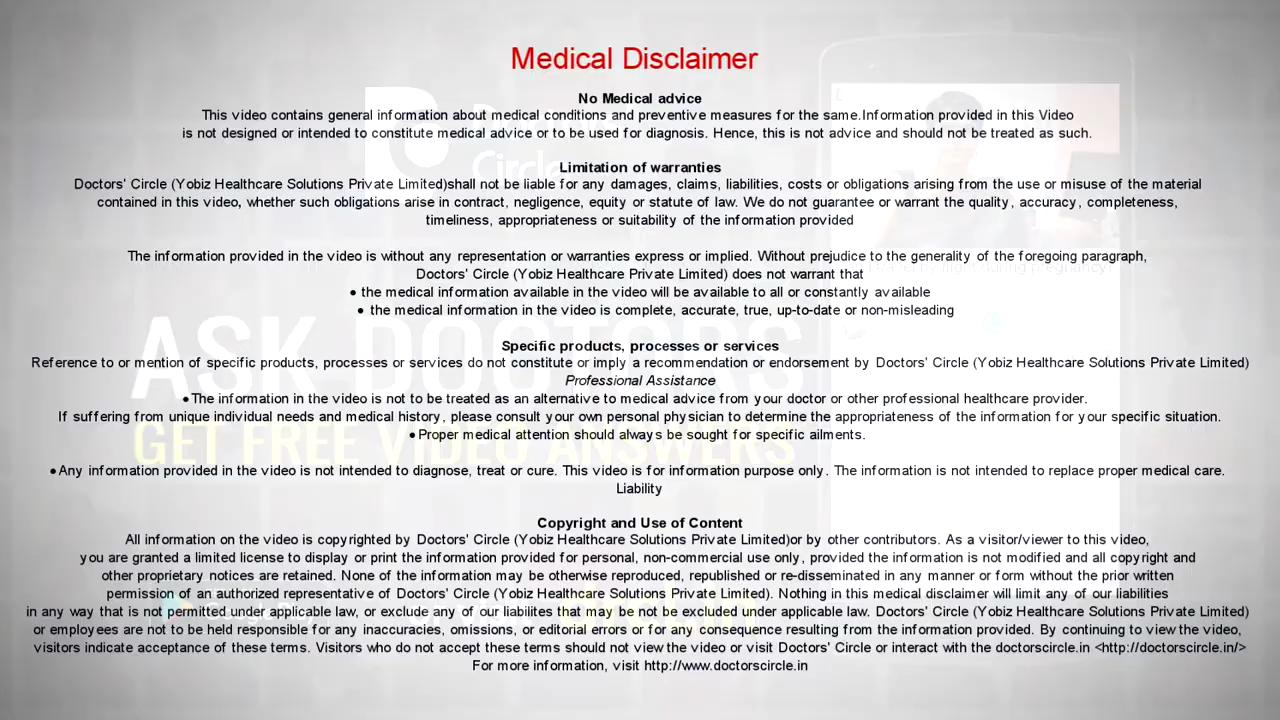 Medical Disclaimer
No Medical advice
This video contains general information about medical conditions and preventive measures for the same.Information provided in this Video
is not designed or intended to constitute medical advice or to be used for diagnosis. Hence, this is not advice and should not be treated as such.
Circle
Limitation of warranties
Doctors' Circle (Yobiz Healthcare Solutions Private Limited)shall not be liable for any damages, claims, liabilities, costs or obligations arising from the use or misuse of the material
contained in this video, whether such obligations arise in contract, negligence, equity or statute of law. We do not guarantee or warrant the quality, accuracy, completeness,
timeliness, appropriateness or suitability of the information provided
The information provided in the video is without any representation or warranties express or implied. Without prejudice to the generality of the foregoing paragraph,
Doctors' Circle (Yobiz Healthcare Private Limited) does not warrant that
during pregnancy?
● the medical information available in the video will be available to all or constantly available
● the medical information in the video is complete, accurate, true, up-to-date or non-misleading
ASK DOCTORS
Specific products, processes or services
Reference to or mention of specific products, processes or services do not constitute or imply a recommendation or endorsement by Doctors' Circle (Yobiz Healthcare Solutions Private Limited)
Professional Assistance
●The information in the video is not to be treated as an alternative to medical advice from your doctor or other professional healthcare provider.
If suffering from unique individual needs and medical history, please consult your own personal physician to determine the appropriateness of the information for your specific situation.
●Proper medical attention should always be sought for specific ailments.
GET FREE VIDEO ANSWERS
●Any information provided in the video is not intended to diagnose, treat or cure. This video is for information purpose only. The information is not intended to replace proper medical care.
Liability
Copyright and Use of Content
All information on the video is copyrighted by Doctors' Circle (Yobiz Healthcare Solutions Private Limited)or by other contributors. As a visitor/viewer to this video,
you are granted a limited license to display or print the information provided for personal, non-commercial use only, provided the information is not modified and all copyright and
other proprietary notices are retained. None of the information may be otherwise reproduced, republished or re-disseminated in any manner or form without the prior written
permission of an authorized representative of Doctors' Circle (Yobiz Healthcare Solutions Private Limited). Nothing in this medical disclaimer will limit any of our liabilities
in any way that is not permitted under applicable law, or exclude any of our liabilites that may be not be excluded under applicable law. Doctors' Circle (Yobiz Healthcare Solutions Private Limited)
Google Play
or employees are not to be held responsible for any inaccuracies, omissions, or editorial errors or for any consequence resulting from the information provided. By continuing to view the video,
visitors indicate acceptance of these terms. Visitors who do not accept these terms should not view the video or visit Doctors' Circle or interact with the doctorscircle.in <http://doctorscircle.in/>
For more information, visit http://www.doctorscircle.in